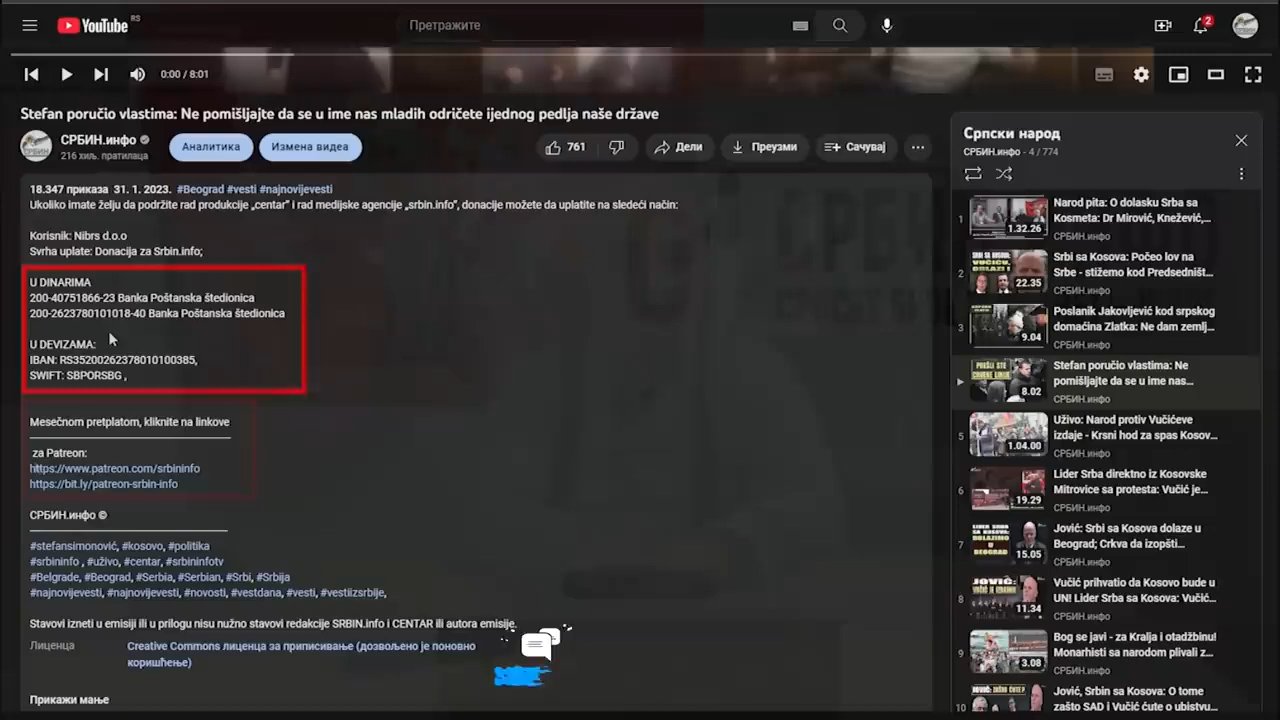 YouTube RS
Претражите
2
0:00 / 8:01
Stefan poručio vlastima: Ne pomišljajte da se u ime nas mladih odričete ijednog pedlja naše države
СРБИН.инфо
216 хиљ. пратилаца
Аналитика
Измена видеа
761
Дели
Преузми
Сачувај
18.347 приказа 31. 1. 2023. #Beograd #vesti #najnovijevesti
Ukoliko imate želju da podržite rad produkcije „centar” i rad medijske agencije „srbin.info”, donacije možete da uplatite na sledeći način:
Korisnik: Nibrs d.o.o
Svrha uplate: Donacija za Srbin.info;
U DINARIMA
200-40751866-23 Banka Poštanska štedionica
200-2623780101018-40 Banka Poštanska štedionica
U DEVIZAMA:
IBAN: RS35200262378010100385,
SWIFT: SBPORSBG ,
Mesečnom pretplatom, kliknite na linkove
za Patreon:
https://www.patreon.com/srbininfo
https://bit.ly/patreon-srbin-info
СРБИН.инфо ©
#stefansimonović, #kosovo, #politika
#srbininfo , #uživo, #centar, #srbininfotv
#Belgrade, #Beograd, #Serbia, #Serbian, #Srbi, #Srbija
#najnovijevesti, #najnovijevesti, #novosti, #vestdana, #vesti, #vestiizsrbije,
Stavovi izneti u emisiji ili u prilogu nisu nužno stavovi redakcije SRBIN.info i CENTAR ili autora emisije.
Лиценца
Creative Commons лиценца за приписивање (дозвољено је поновно
коришћење)
Прикажи мање
Српски народ
СРБИН.инфо - 4 / 774
1
1.32.26
Narod pita: O dolasku Srba sa
Kosmeta: Dr Mirović, Knežević,...
СРБИН.инфо
2
22.35
Srbi sa Kosova: Počeo lov na
Srbe - stižemo kod Predsedništ...
СРБИН.инфо
3
9.04
Poslanik Jakovljević kod srpskog
domaćina Zlatka: Ne dam zemlj...
СРБИН.инфо
8.02
Stefan poručio vlastima: Ne
pomišljajte da se u ime nas...
СРБИН.инфо
5
1.04.00
Uživo: Narod protiv Vučićeve
izdaje - Krsni hod za spas Kosov...
СРБИН.инфо
6
19.29
Lider Srba direktno iz Kosovske
Mitrovice sa protesta: Vučić je...
СРБИН.инфо
7
15.05
Jović: Srbi sa Kosova dolaze u
Beograd; Crkva da izopšti...
СРБИН.инфо
8
11.34
Vučić prihvatio da Kosovo bude u
UN! Lider Srba sa Kosova: Vučić...
СРБИН.инфо
9
3.08
Bog se javi - za Kralja i otadžbinu!
Monarhisti sa narodom plivali z...
СРБИН.инфо
10
Jović, Srbin sa Kosova: O tome
zašto SAD i Vučić ćute o ubistvu...